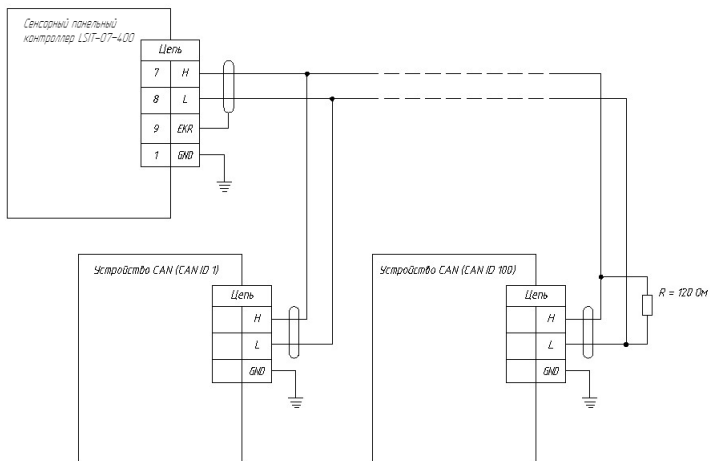 Сенсорный панельный
контроллер LSIT-07-400
Цепь
7 H
8 L
9 EKR
1 GND
Устройство CAN (CAN ID 1)
Цепь
H
L
GND
Устройство CAN (CAN ID 100)
Цепь
H
L
GND
R = 120 Ом